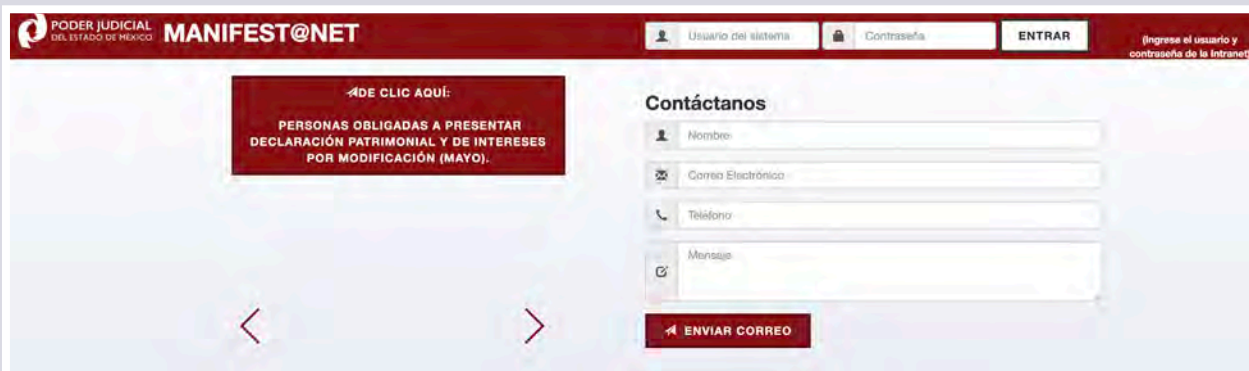 PODER JUDICIAL
DEL ESTADO DE MÉXICO
MANIFEST@NET
Usuario del sistema
Contraseña
ENTRAR
(Ingrese el usuario y
contraseña de la Intranet)
DE CLIC AQUÍ:
PERSONAS OBLIGADAS A PRESENTAR
DECLARACIÓN PATRIMONIAL Y DE INTERESES
POR MODIFICACIÓN (MAYO).
Contáctanos
Nombre
Correo Electrónico
Teléfono
Mensaje
ENVIAR CORREO